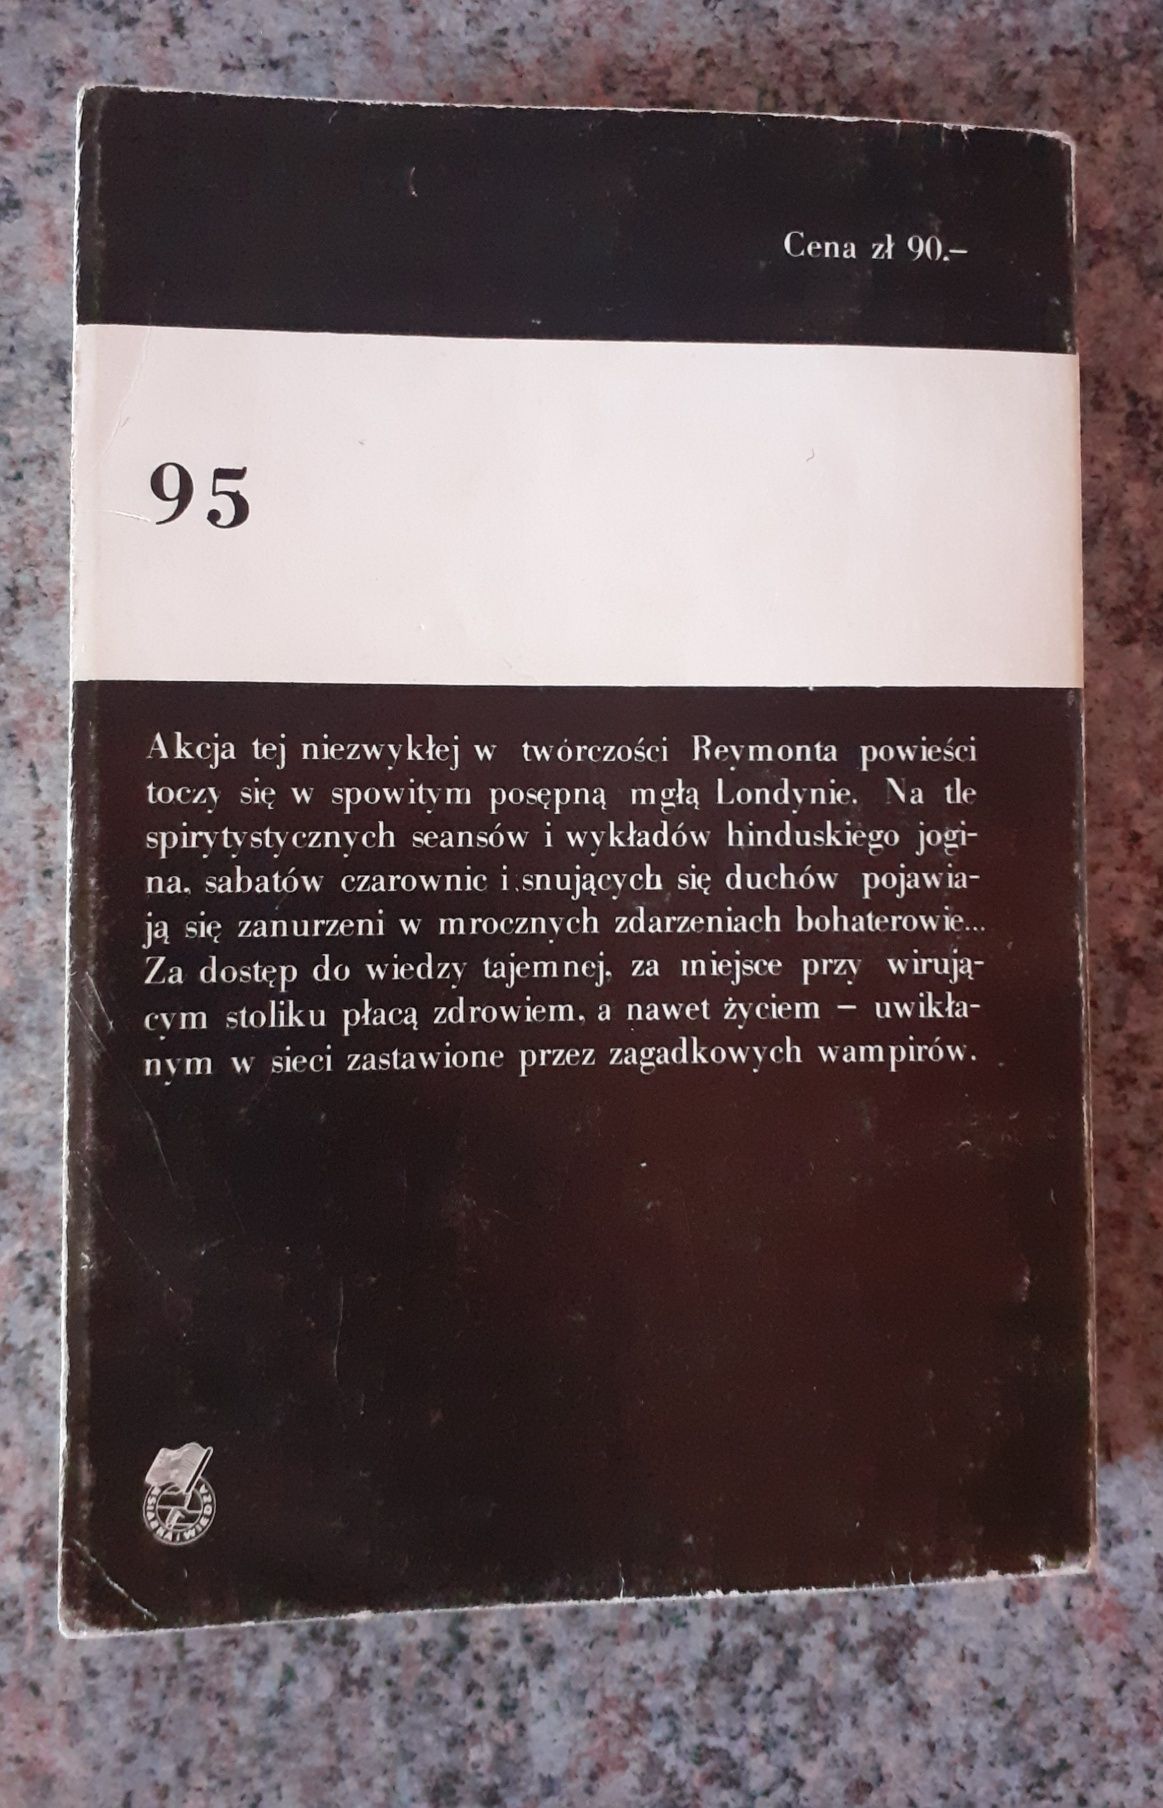 Cena zł 90.–
95
Akcja tej niezwykłej w twórczości Reymonta powieści
toczy się w spowitym posępną mgłą Londynie. Na tle
spirytystycznych seansów i wykładów hinduskiego jogi-
na, sabatów czarownic i snujących się duchów pojawia-
ją się zanurzeni w mrocznych zdarzeniach bohaterowie...
Za dostęp do wiedzy tajemnej, za miejsce przy wirują-
cym stoliku płacą zdrowiem, a nawet życiem – uwikła-
nym w sieci zastawione przez zagadkowych wampirów.
KSIĄŻKA I WIEDZA